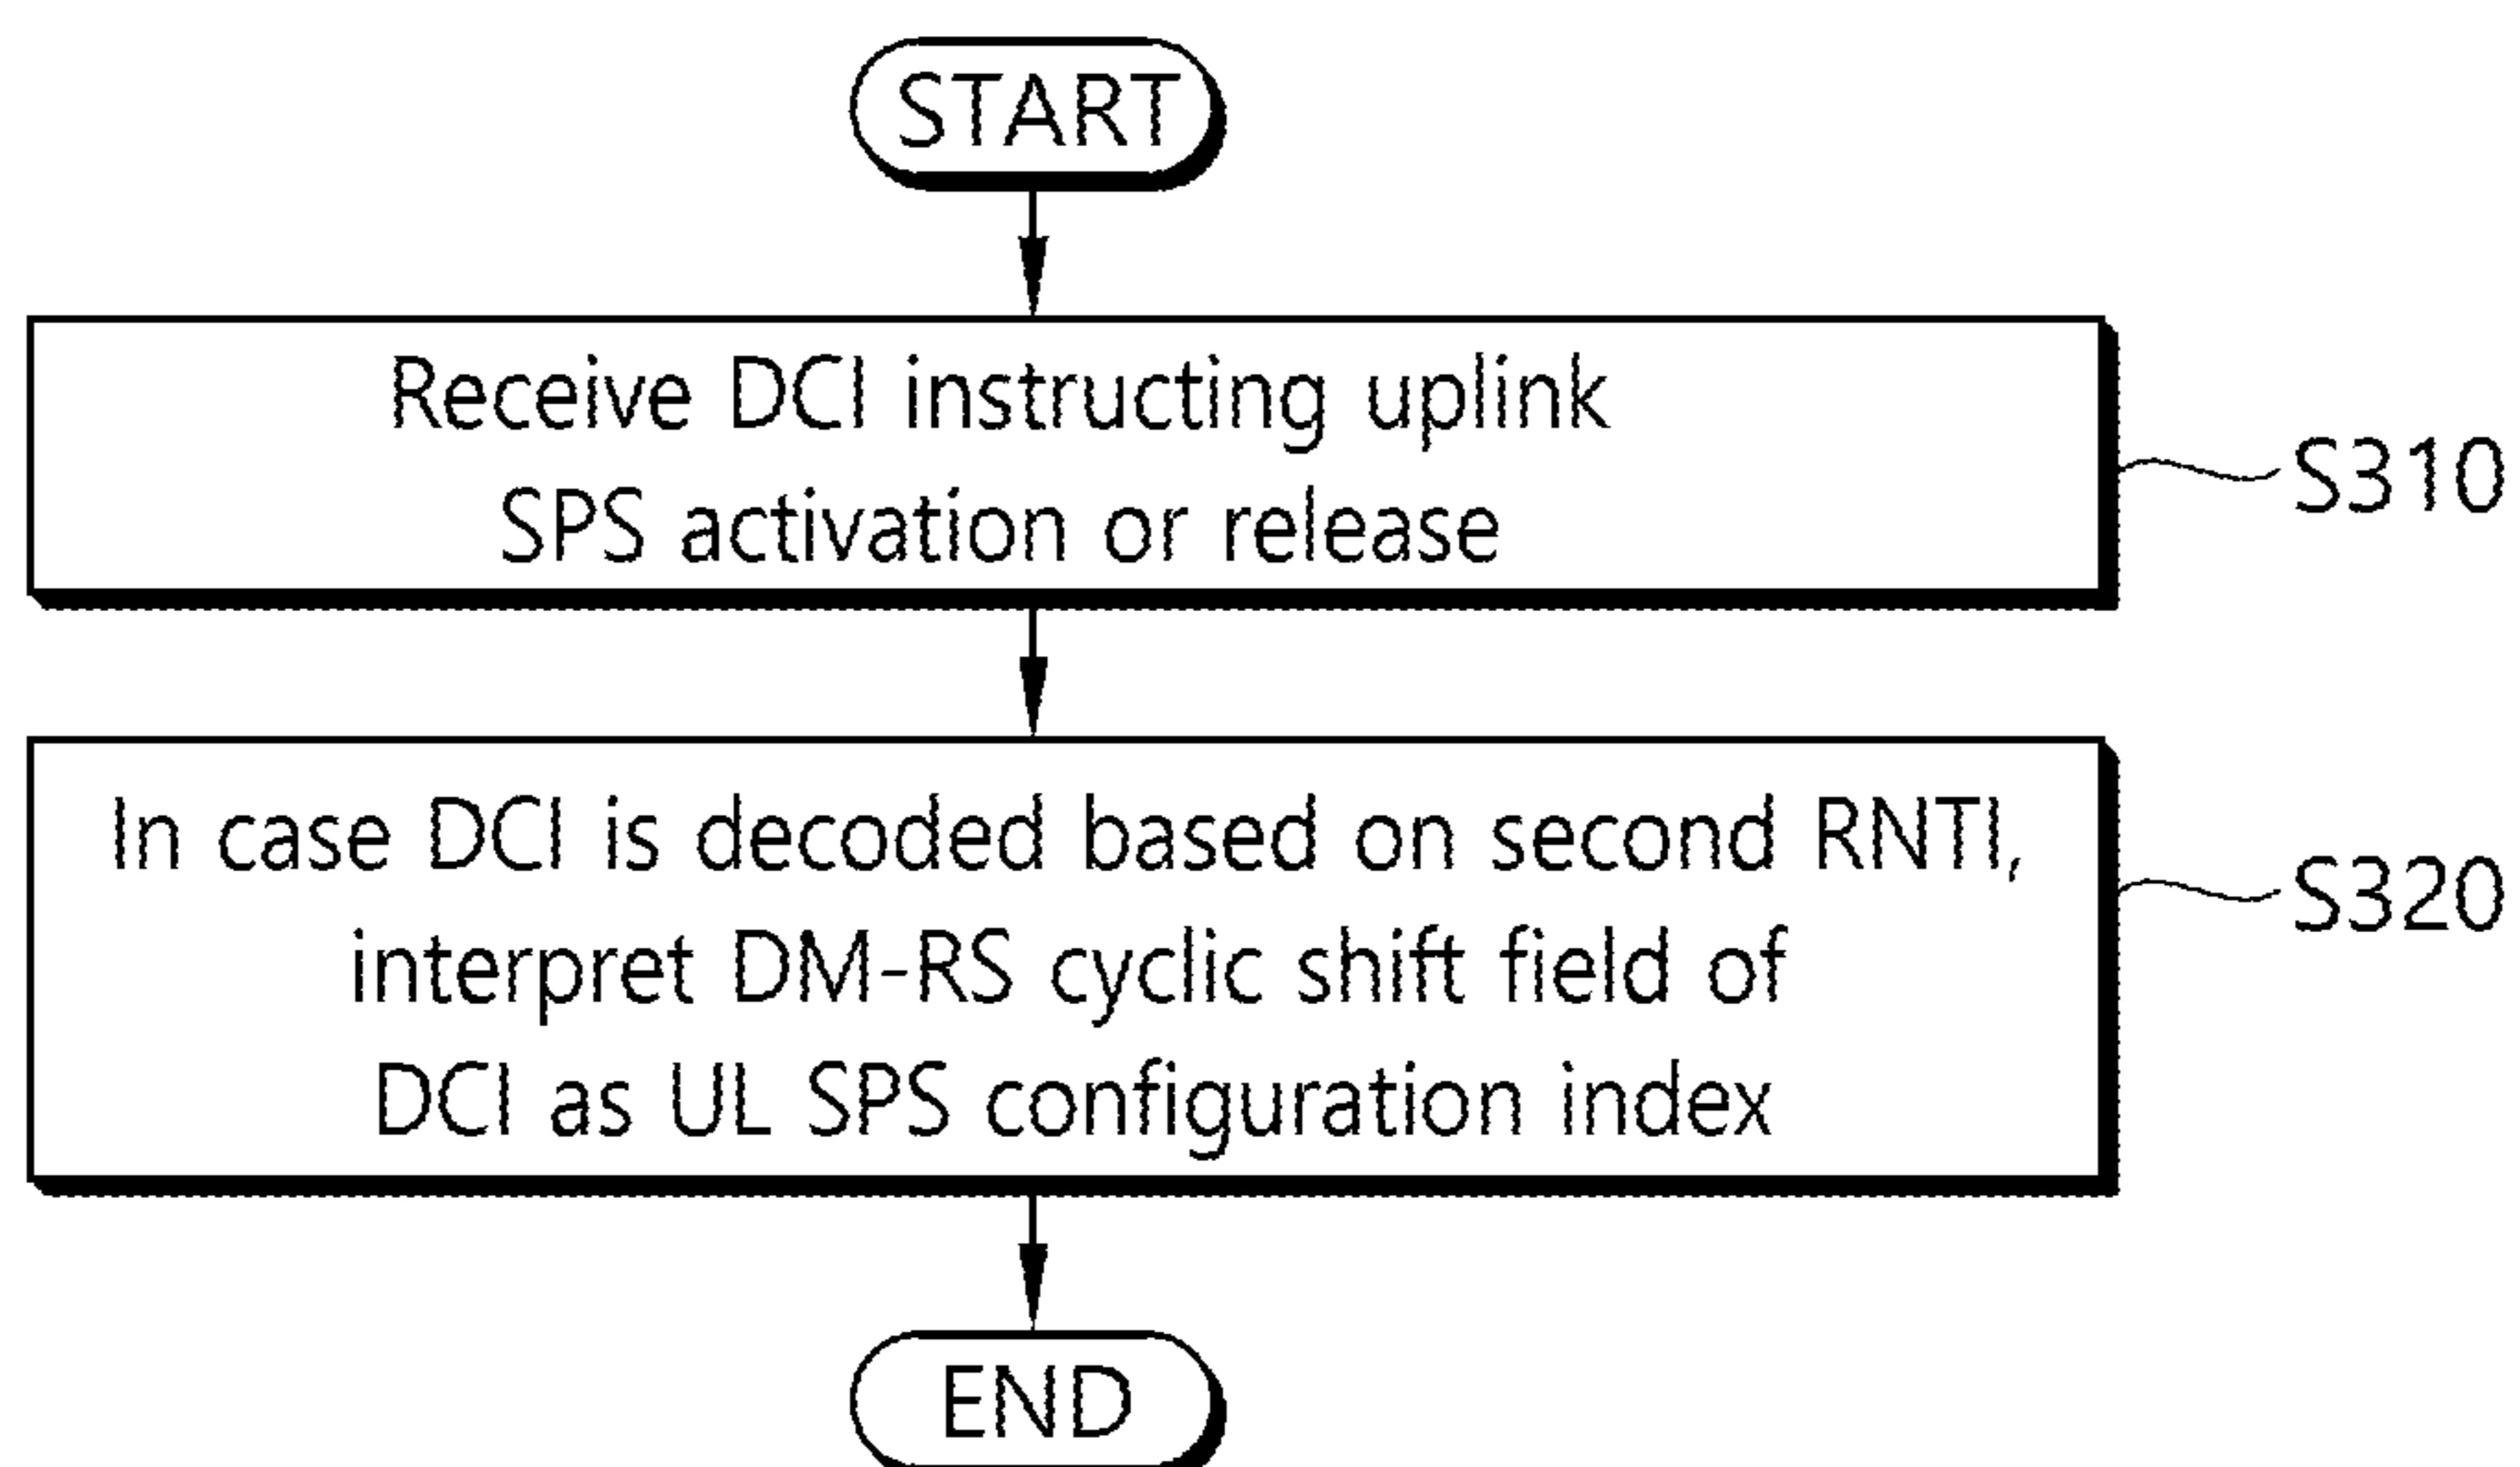 START
Receive DCI instructing uplink
SPS activation or release
S310
In case DCI is decoded based on second RNTI,
interpret DM-RS cyclic shift field of
DCI as UL SPS configuration index
S320
END